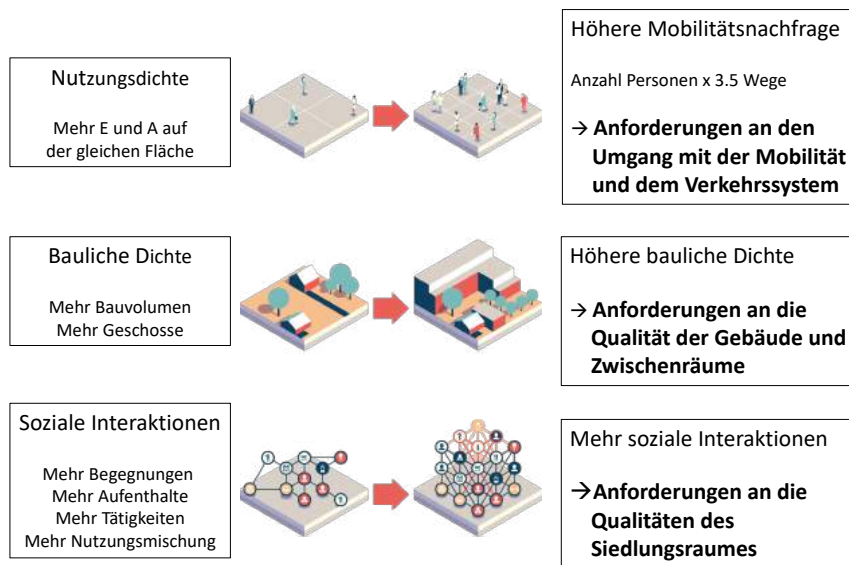 Nutzungsdichte
Mehr E und A auf
der gleichen Fläche
Höhere Mobilitätsnachfrage
Anzahl Personen x 3.5 Wege
→ Anforderungen an den
Umgang mit der Mobilität
und dem Verkehrssystem
Bauliche Dichte
Mehr Bauvolumen
Mehr Geschosse
Höhere bauliche Dichte
→ Anforderungen an die
Qualität der Gebäude und
Zwischenräume
Soziale Interaktionen
Mehr Begegnungen
Mehr Aufenthalte
Mehr Tätigkeiten
Mehr Nutzungsmischung
Mehr soziale Interaktionen
→ Anforderungen an die
Qualitäten des
Siedlungsraumes